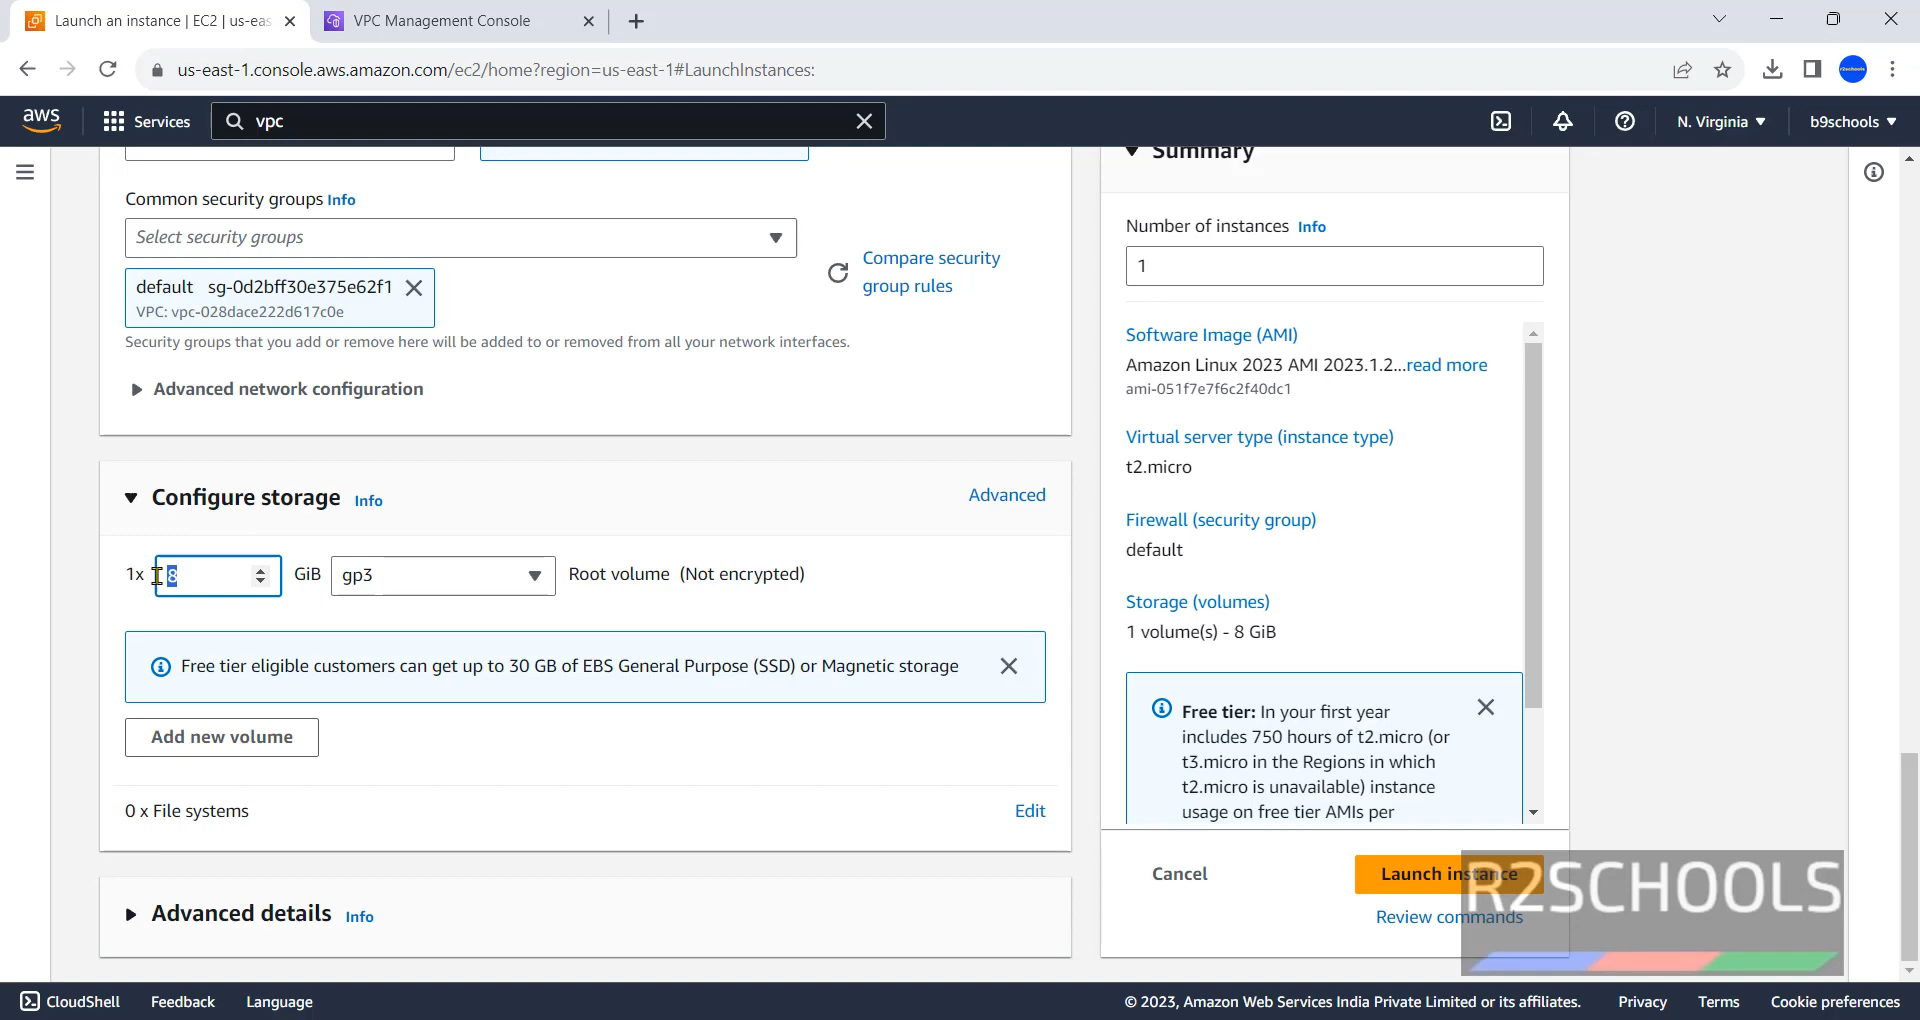 Launch an instance | EC2 | us-eas
VPC Management Console
us-east-1.console.aws.amazon.com/ec2/home?region=us-east-1#LaunchInstances:
r2schools
aws
Services
vpc
N. Virginia
b9schools
Common security groups Info
Select security groups
default sg-0d2bff30e375e62f1
VPC: vpc-028dace222d617c0e
Compare security
group rules
Security groups that you add or remove here will be added to or removed from all your network interfaces.
Advanced network configuration
Configure storage Info
Advanced
1x 8 GiB gp3 Root volume (Not encrypted)
Free tier eligible customers can get up to 30 GB of EBS General Purpose (SSD) or Magnetic storage
Add new volume
0 x File systems
Edit
Advanced details Info
Summary
Number of instances Info
1
Software Image (AMI)
Amazon Linux 2023 AMI 2023.1.2...read more
ami-051f7e7f6c2f40dc1
Virtual server type (instance type)
t2.micro
Firewall (security group)
default
Storage (volumes)
1 volume(s) - 8 GiB
Free tier: In your first year
includes 750 hours of t2.micro (or
t3.micro in the Regions in which
t2.micro is unavailable) instance
usage on free tier AMIs per
Cancel
Launch instance
Review commands
R2SCHOOLS
CloudShell
Feedback
Language
© 2023, Amazon Web Services India Private Limited or its affiliates.
Privacy
Terms
Cookie preferences